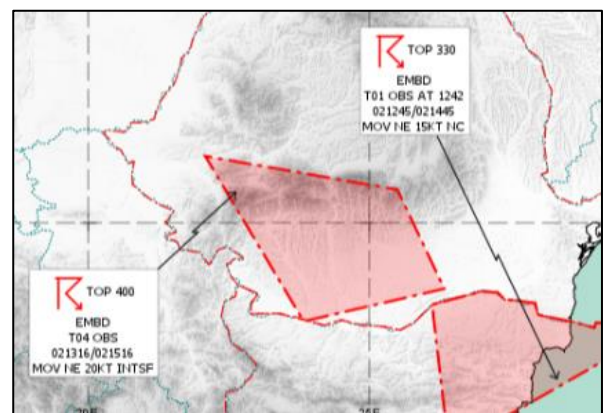 TOP 330
EMBD
T01 OBS AT 1242
021245/021445
MOV NE 15KT NC
TOP 400
EMBD
T04 OBS
021316/021516
MOV NE 20KT INTSF